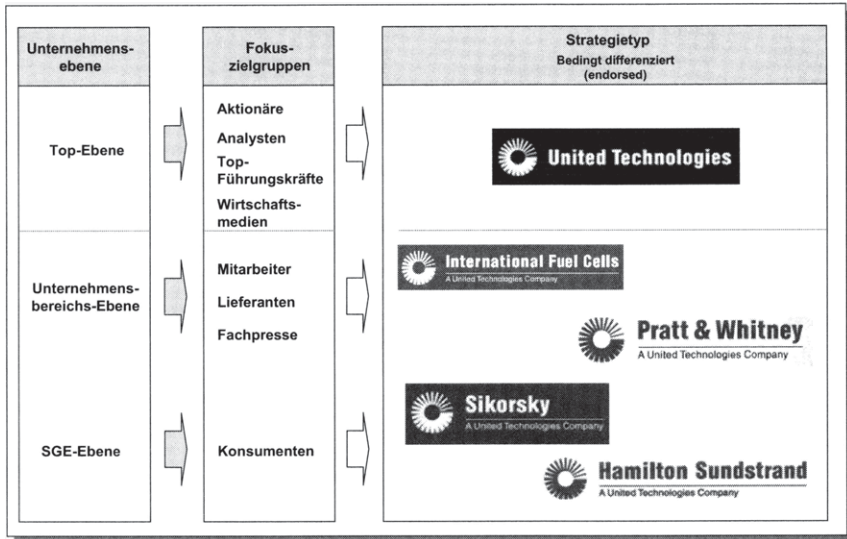 Unternehmens-
ebene
Fokus-
zielgruppen
Strategietyp
Bedingt differenziert
(endorsed)
Top-Ebene
Aktionäre
Analysten
Top-
Führungskräfte
Wirtschafts-
medien
United Technologies
Unternehmens-
bereichs-Ebene
Mitarbeiter
Lieferanten
Fachpresse
International Fuel Cells
A United Technologies Company
Pratt & Whitney
A United Technologies Company
SGE-Ebene
Konsumenten
Sikorsky
A United Technologies Company
Hamilton Sundstrand
A United Technologies Company